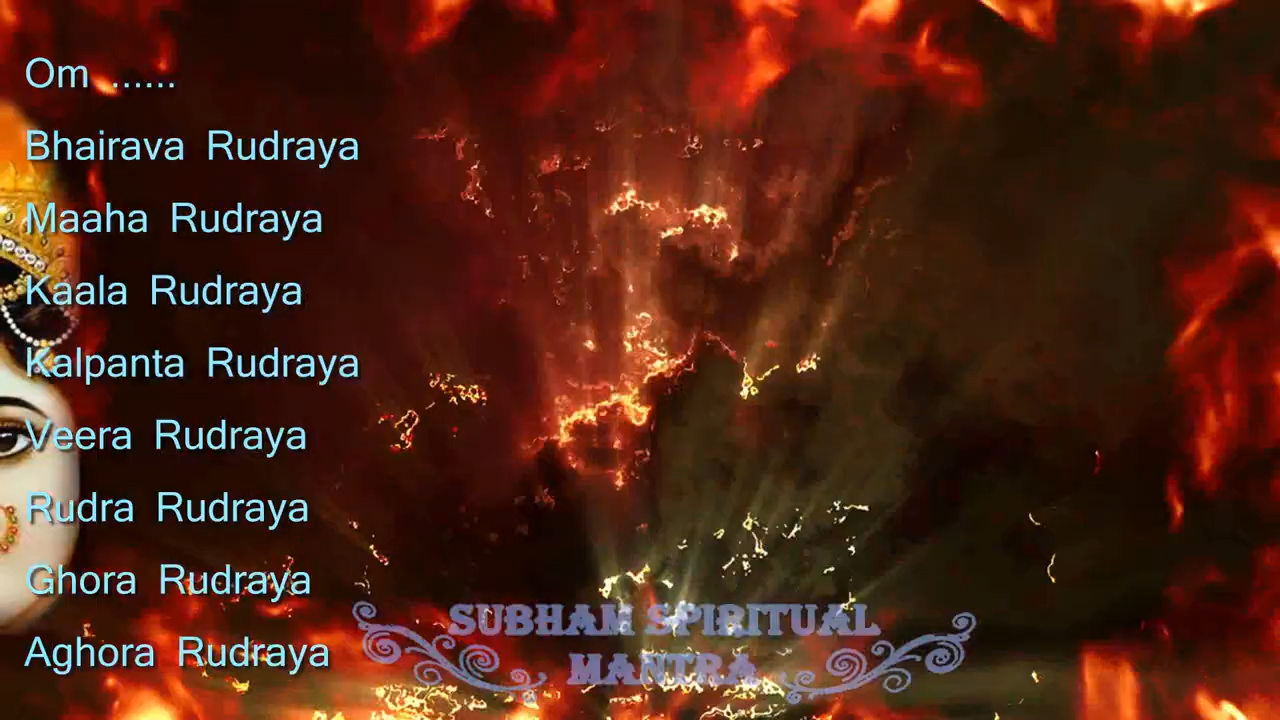 Om ......
Bhairava Rudraya
Maaha Rudraya
Kaala Rudraya
Kalpanta Rudraya
Veera Rudraya
Rudra Rudraya
Ghora Rudraya
Aghora Rudraya
SUBHAM SPIRITUAL
MANTRA